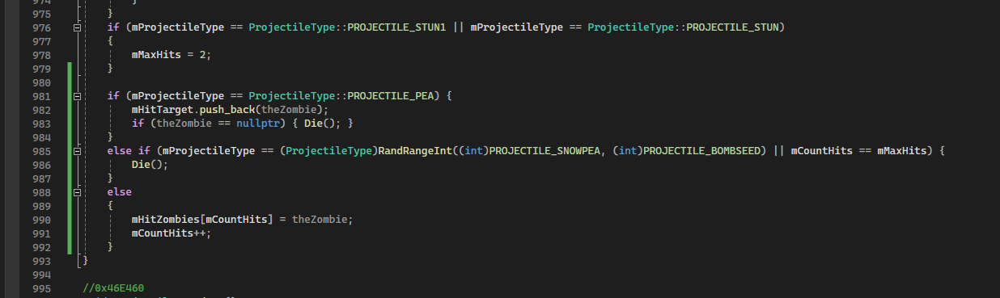 974 }
975 }
976 if (mProjectileType == ProjectileType::PROJECTILE_STUN1 || mProjectileType == ProjectileType::PROJECTILE_STUN)
977 {
978 mMaxHits = 2;
979 }
980
981 if (mProjectileType == ProjectileType::PROJECTILE_PEA) {
982 mHitTarget.push_back(theZombie);
983 if (theZombie == nullptr) { Die(); }
984 }
985 else if (mProjectileType == (ProjectileType)RandRangeInt((int)PROJECTILE_SNOWPEA, (int)PROJECTILE_BOMBSEED) || mCountHits == mMaxHits) {
986 Die();
987 }
988 else
989 {
990 mHitZombies[mCountHits] = theZombie;
991 mCountHits++;
992 }
993 }
994
995 //0x46E460